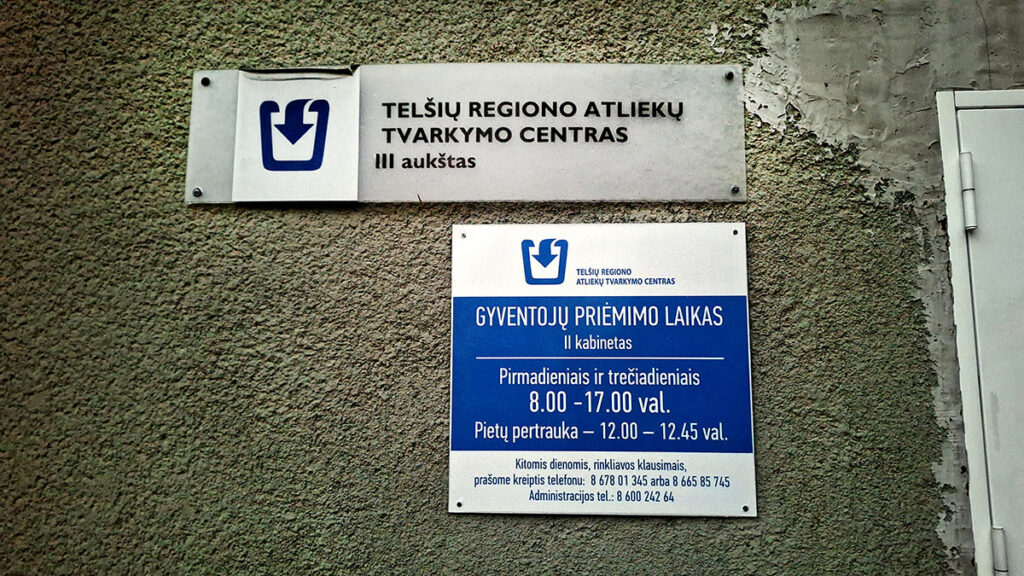 TELŠIŲ REGIONO ATLIEKŲ
TVARKYMO CENTRAS
III aukštas
TELŠIŲ REGIONO
ATLIEKŲ TVARKYMO CENTRAS
GYVENTOJŲ PRIĖMIMO LAIKAS
II kabinetas
Pirmadieniais ir trečiadieniais
8.00 -17.00 val.
Pietų pertrauka – 12.00 – 12.45 val.
Kitomis dienomis, rinkliavos klausimais,
prašome kreiptis telefonu: 8 678 01 345 arba 8 665 85 745
Administracijos tel.: 8 600 242 64